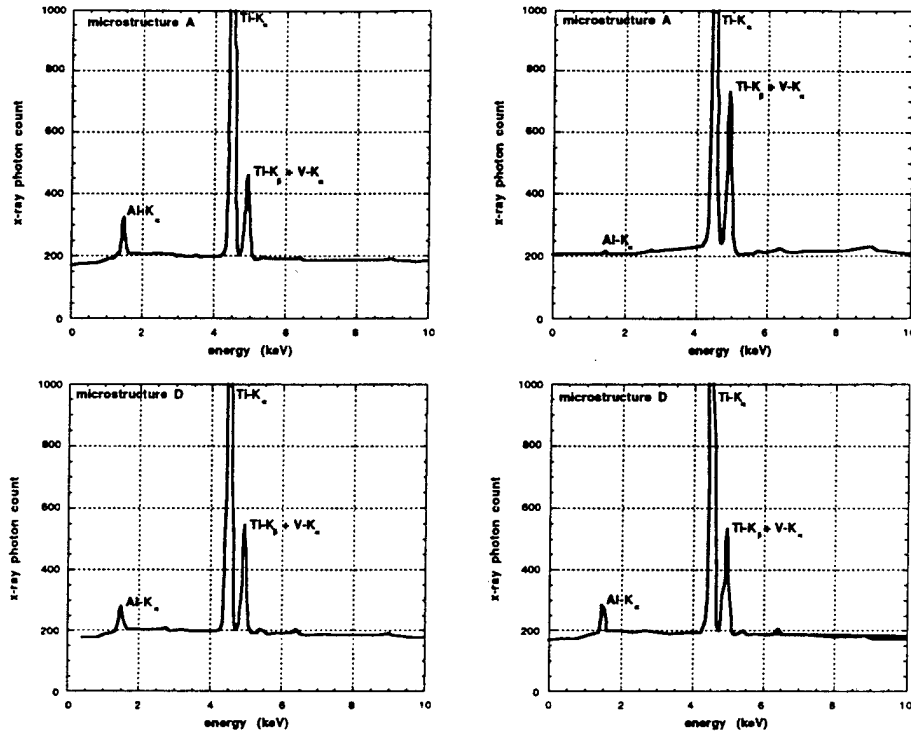 microstructure A
Ti-Kα
Ti-Kβ + V-Kα
Al-Kα
1000
800
600
400
200
0
x-ray photon count
0 2 4 6 8 10
energy (keV)
microstructure A
Ti-Kα
Ti-Kβ + V-Kα
Al-Kα
1000
800
600
400
200
0
x-ray photon count
0 2 4 6 8 10
energy (keV)
microstructure D
Ti-Kα
Ti-Kβ + V-Kα
Al-Kα
1000
800
600
400
200
0
x-ray photon count
0 2 4 6 8 10
energy (keV)
microstructure D
Ti-Kα
Ti-Kβ + V-Kα
Al-Kα
1000
800
600
400
200
0
x-ray photon count
0 2 4 6 8 10
energy (keV)